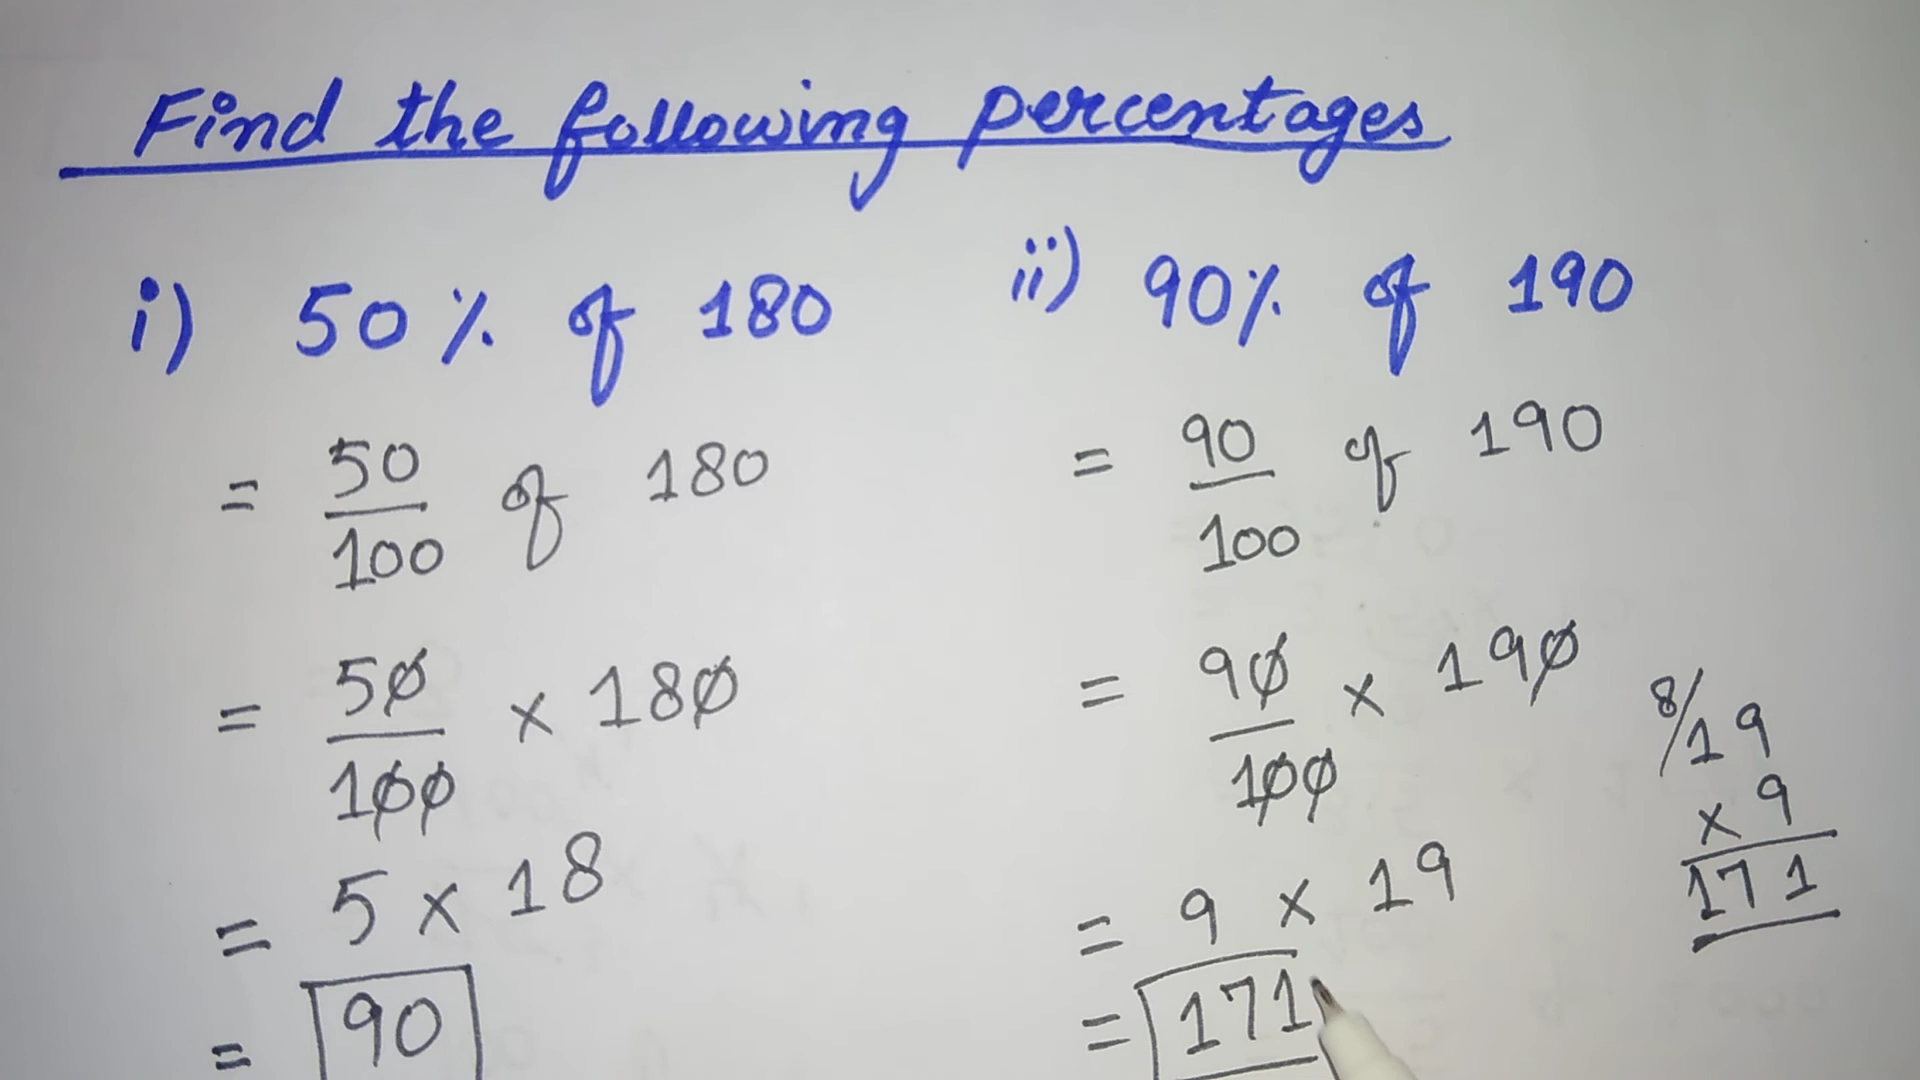 Find the following percentages
i) 50% of 180
= 50/100 of 180
= 50/100 × 180
= 5 × 18
= 90
ii) 90% of 190
= 90/100 of 190
= 90/100 × 190
= 9 × 19
= 171
8/19
× 9
171